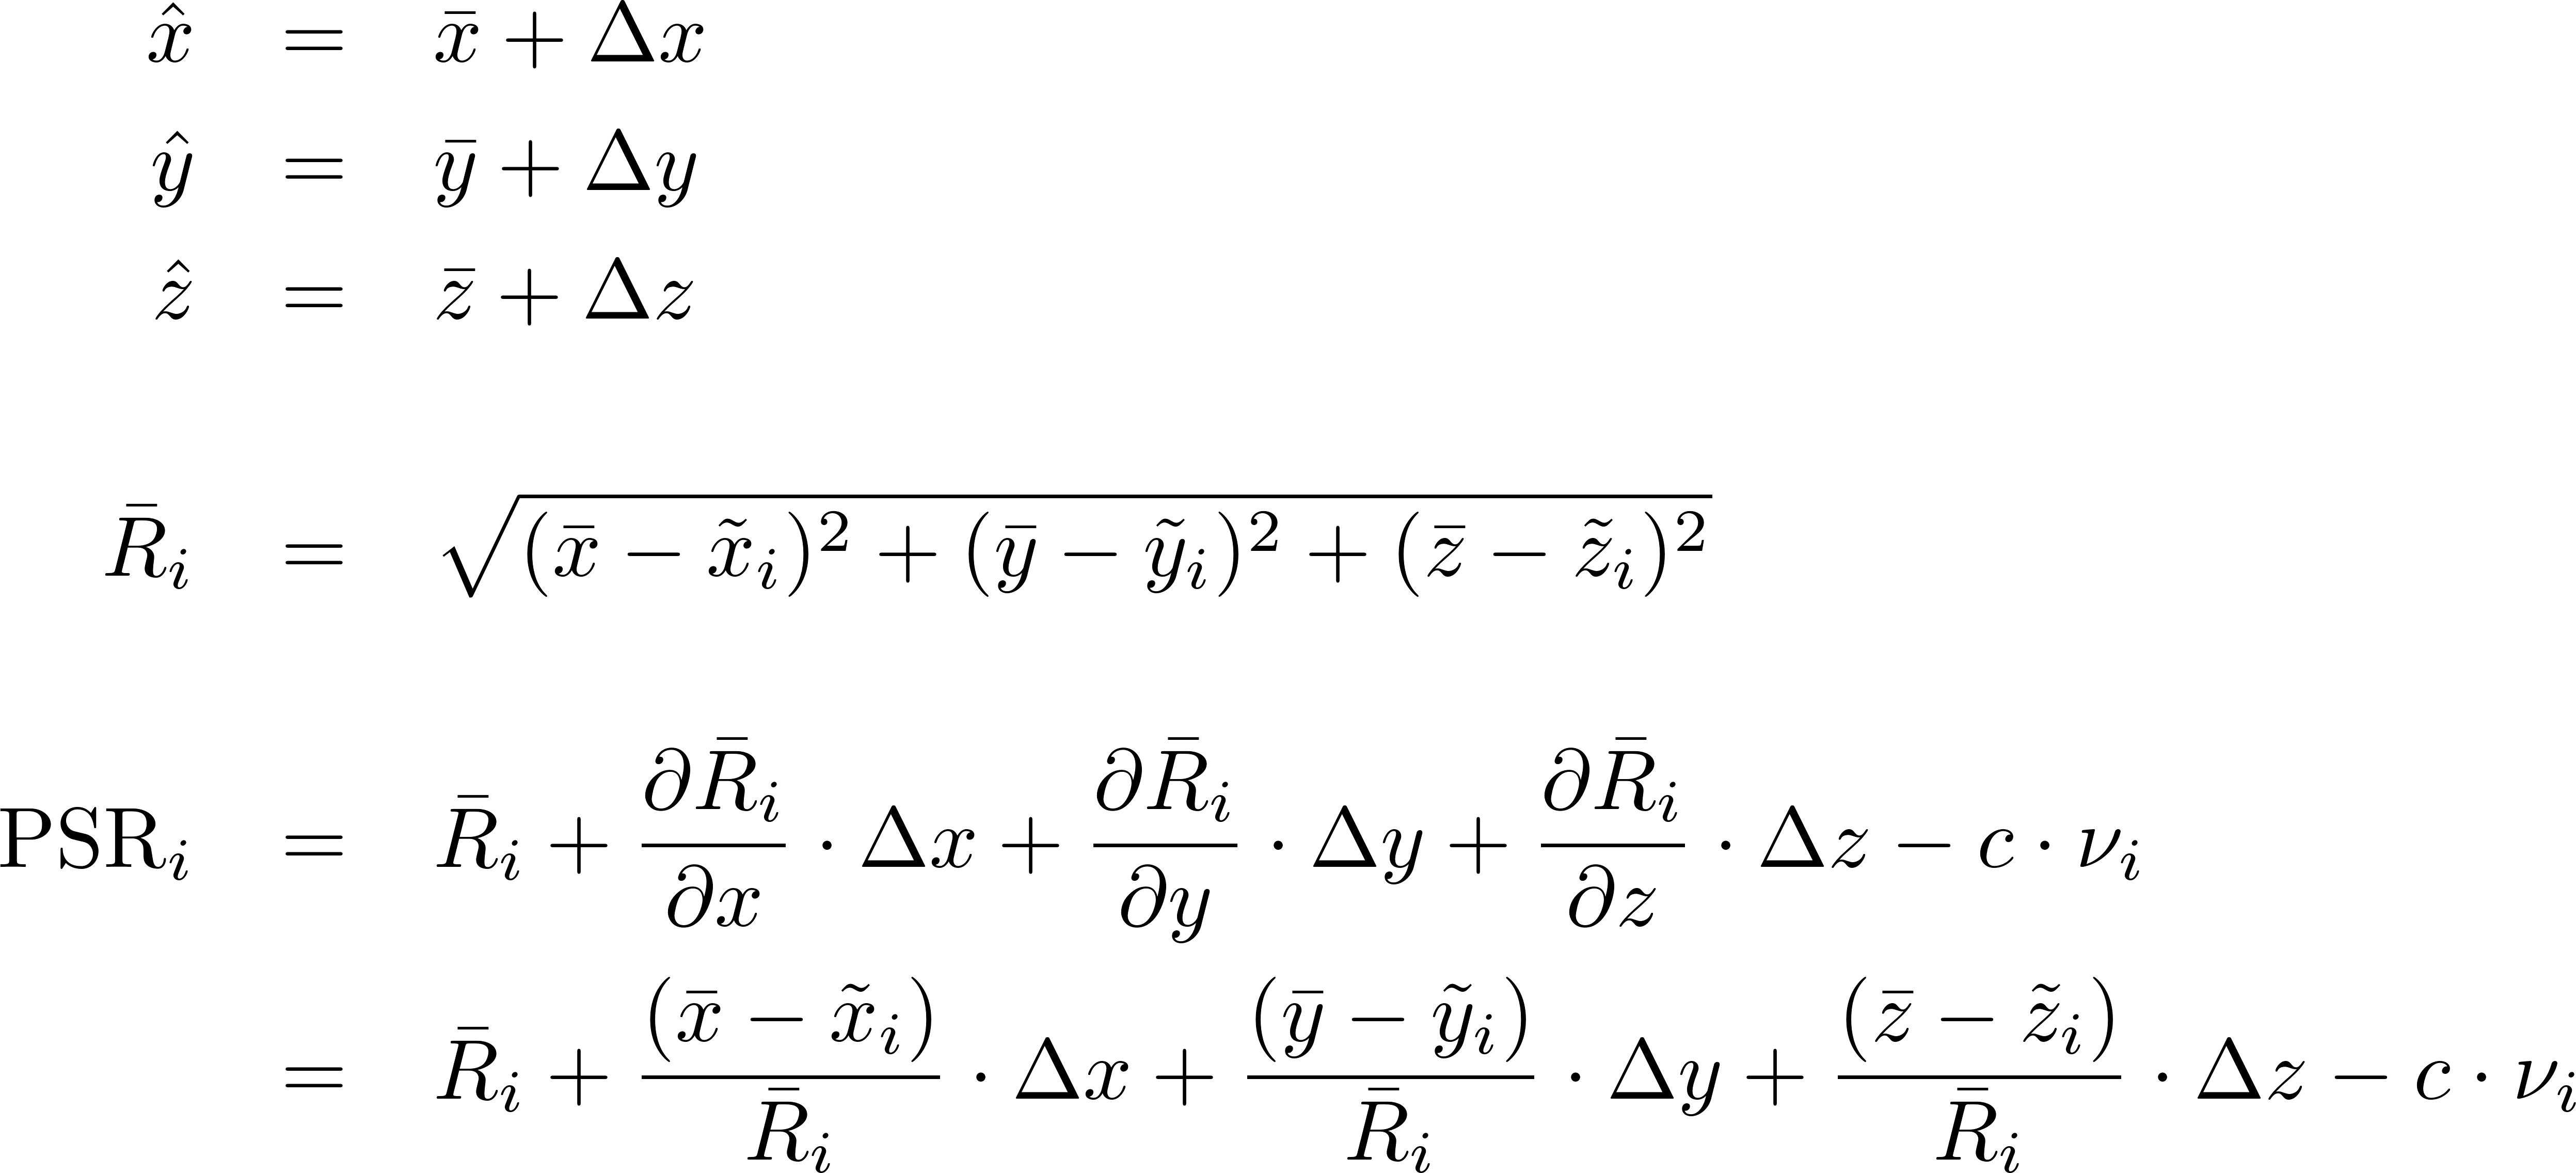 x̂ = x̄ + Δx
ŷ = ȳ + Δy
ẑ = z̄ + Δz
R̄ᵢ = √((x̄ − x̃ᵢ)² + (ȳ − ỹᵢ)² + (z̄ − z̃ᵢ)²)
PSRᵢ = R̄ᵢ + ∂R̄ᵢ/∂x · Δx + ∂R̄ᵢ/∂y · Δy + ∂R̄ᵢ/∂z · Δz − c · νᵢ
= R̄ᵢ + (x̄ − x̃ᵢ)/R̄ᵢ · Δx + (ȳ − ỹᵢ)/R̄ᵢ · Δy + (z̄ − z̃ᵢ)/R̄ᵢ · Δz − c · νᵢ